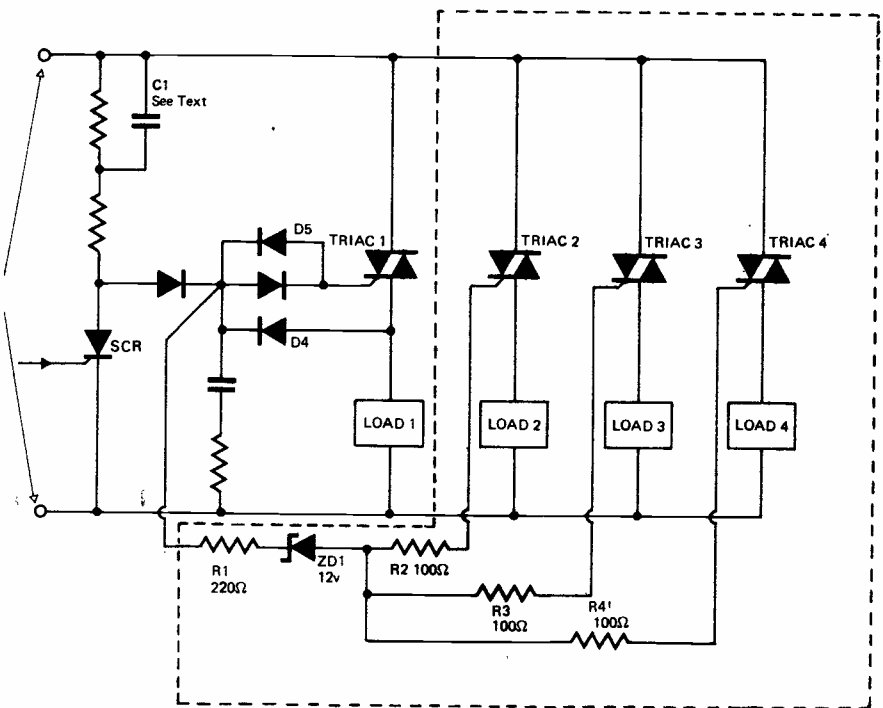 C1
See Text
D5
TRIAC 1
TRIAC 2
TRIAC 3
TRIAC 4
D4
SCR
LOAD 1
LOAD 2
LOAD 3
LOAD 4
R1
220Ω
ZD1
12v
R2 100Ω
R3
100Ω
R4
100Ω